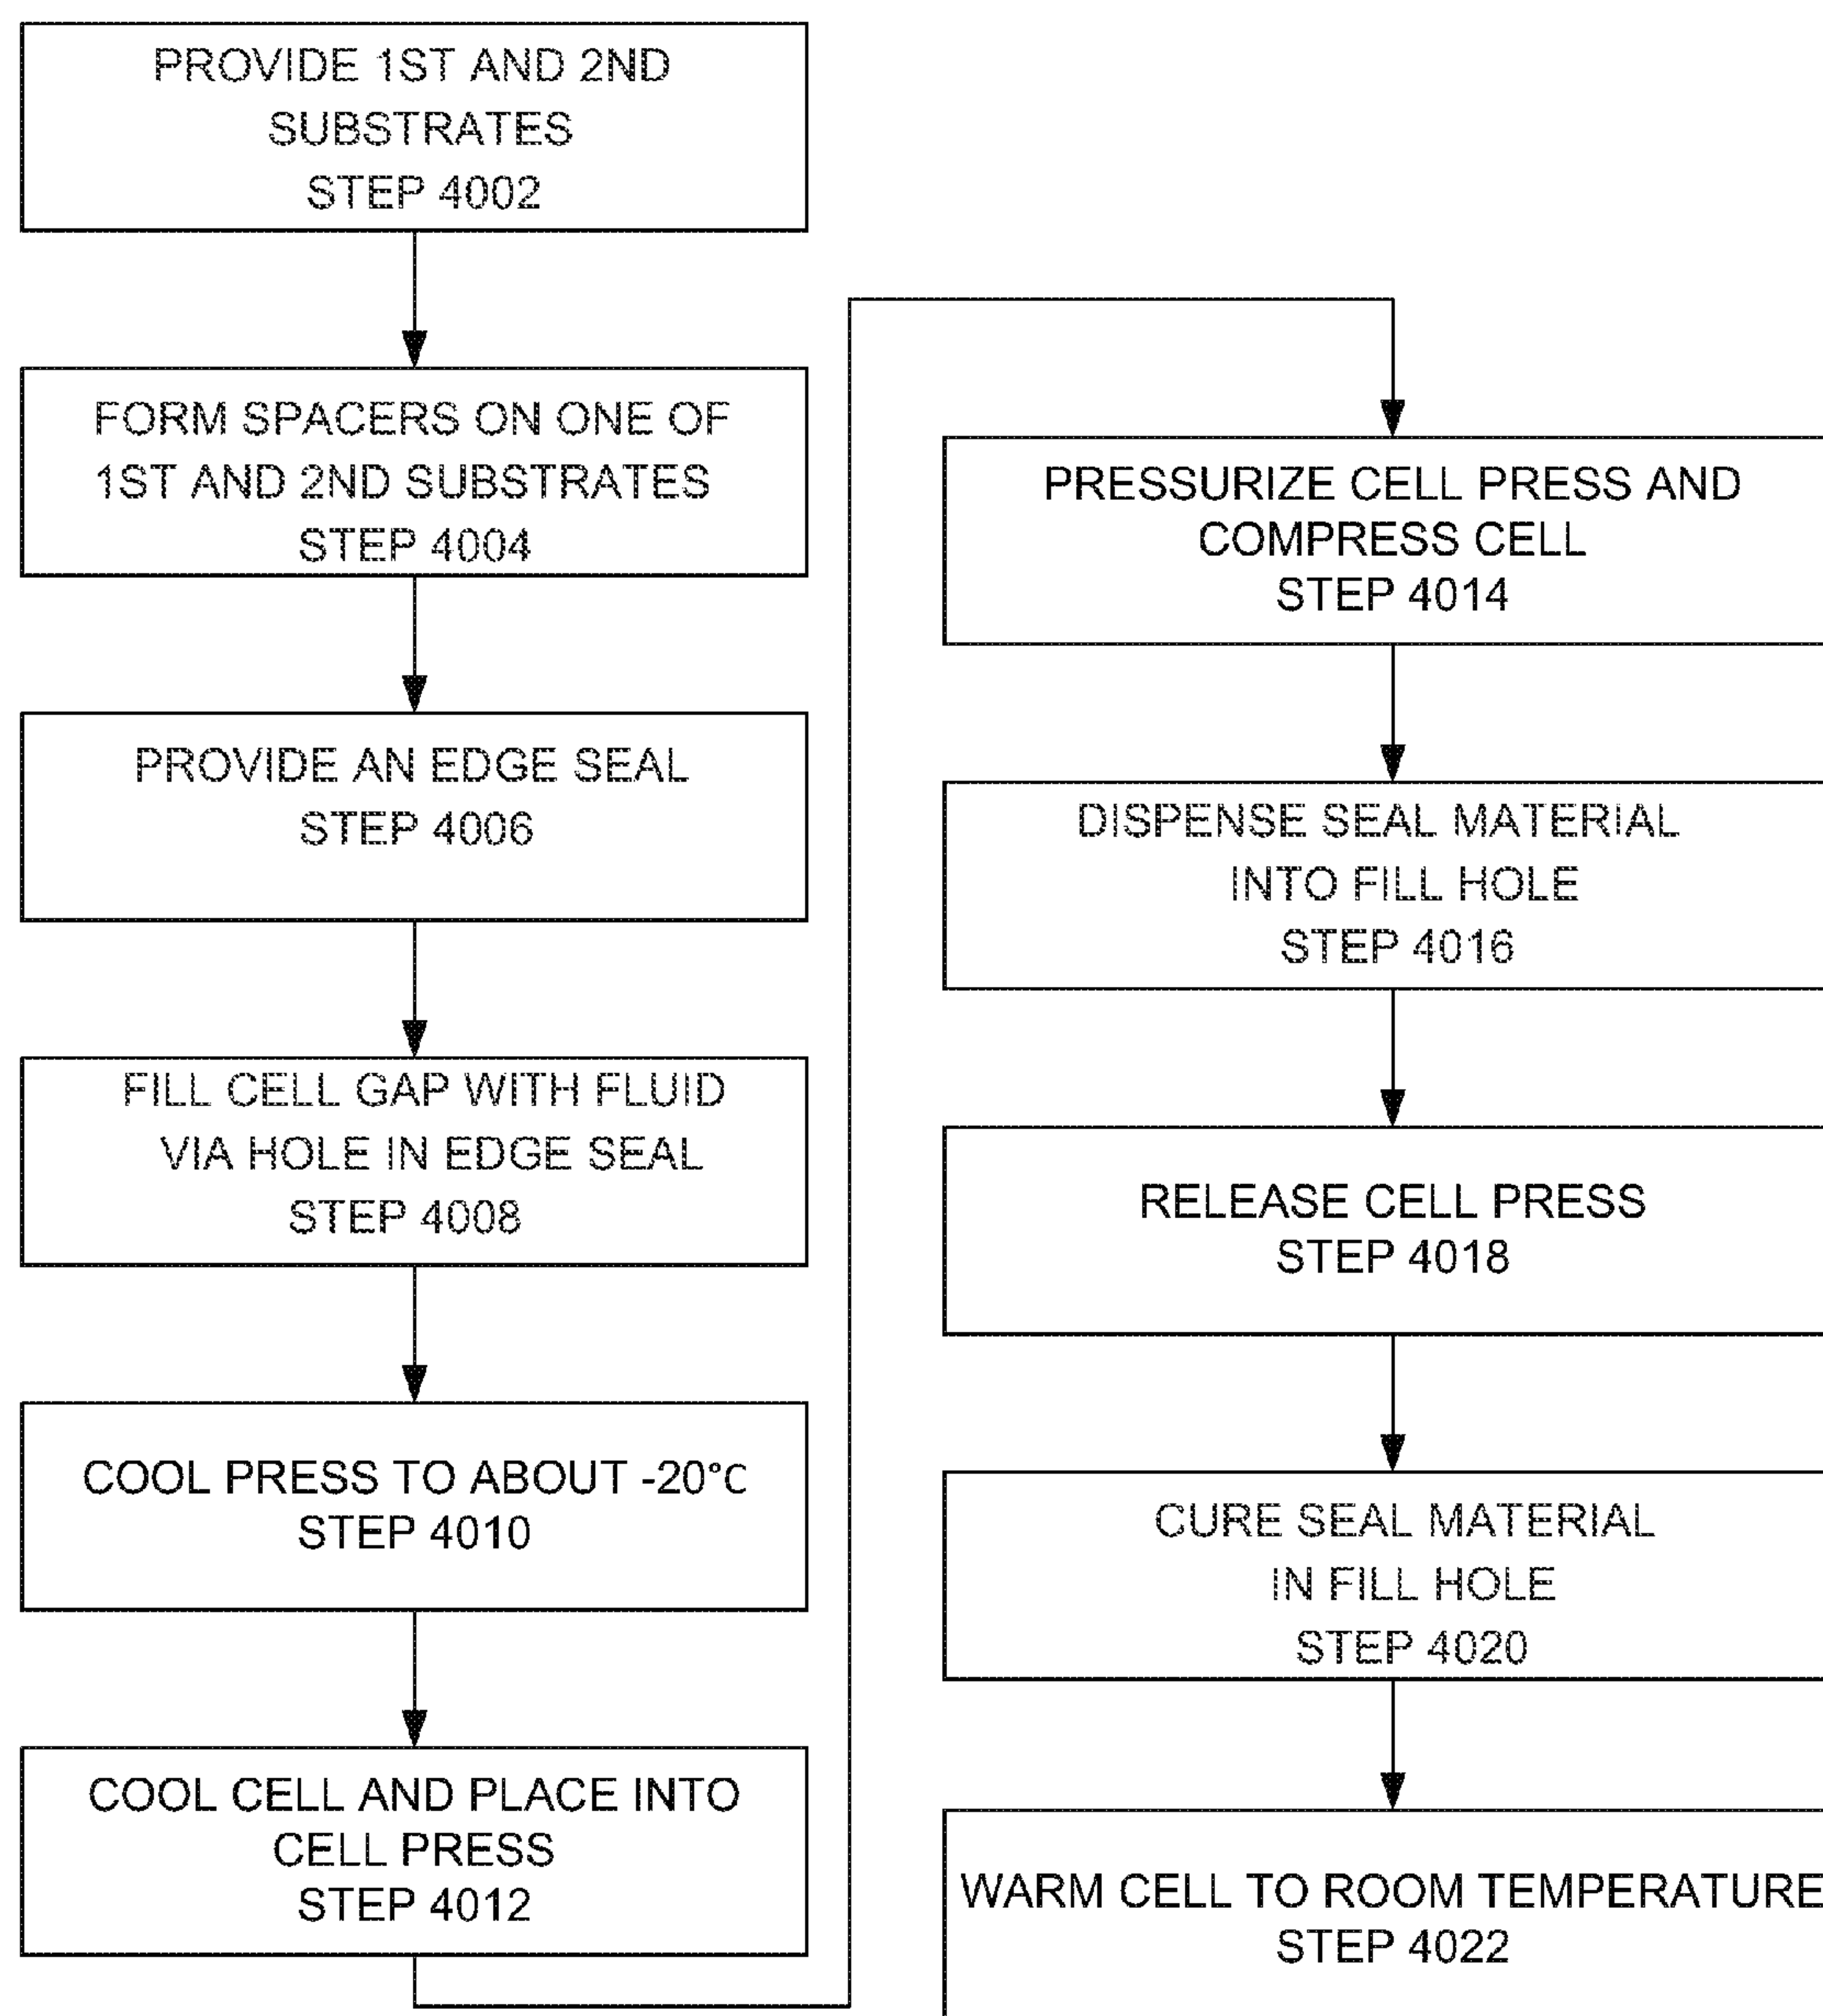 PROVIDE 1ST AND 2ND
SUBSTRATES
STEP 4002
FORM SPACERS ON ONE OF
1ST AND 2ND SUBSTRATES
STEP 4004
PROVIDE AN EDGE SEAL
STEP 4006
FILL CELL GAP WITH FLUID
VIA HOLE IN EDGE SEAL
STEP 4008
COOL PRESS TO ABOUT -20°C
STEP 4010
COOL CELL AND PLACE INTO
CELL PRESS
STEP 4012
PRESSURIZE CELL PRESS AND
COMPRESS CELL
STEP 4014
DISPENSE SEAL MATERIAL
INTO FILL HOLE
STEP 4016
RELEASE CELL PRESS
STEP 4018
CURE SEAL MATERIAL
IN FILL HOLE
STEP 4020
WARM CELL TO ROOM TEMPERATURE
STEP 4022